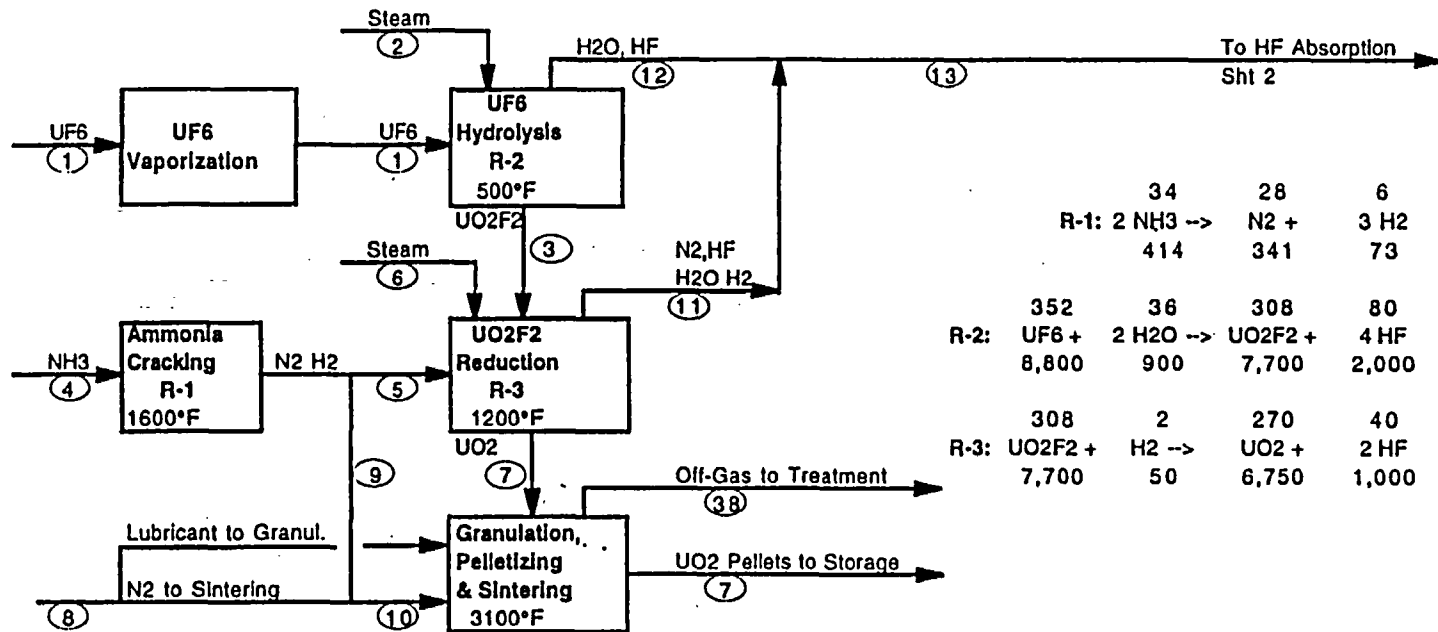 Steam
2
H2O, HF
12
13
To HF Absorption
Sht 2
UF6
1
UF6
Vaporization
UF6
1
UF6
Hydrolysis
R-2
500°F
UO2F2
3
Steam
6
N2,HF
H2O H2
11
NH3
4
Ammonia
Cracking
R-1
1600°F
N2 H2
5
UO2F2
Reduction
R-3
1200°F
UO2
7
9
Off-Gas to Treatment
38
Lubricant to Granul.
N2 to Sintering
8
10
Granulation,
Pelletizing
& Sintering
3100°F
UO2 Pellets to Storage
7
34 28 6
R-1: 2 NH3 --> N2 + 3 H2
414 341 73
352 36 308 80
R-2: UF6 + 2 H2O --> UO2F2 + 4 HF
8,800 900 7,700 2,000
308 2 270 40
R-3: UO2F2 + H2 --> UO2 + 2 HF
7,700 50 6,750 1,000